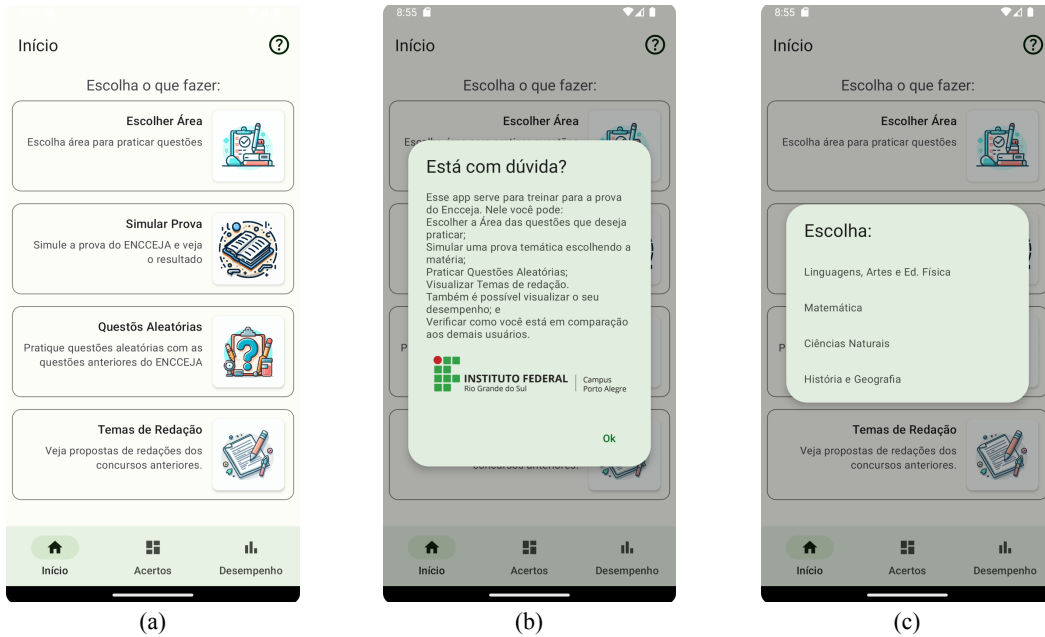 Início
Escolha o que fazer:
Escolher Área
Escolha área para praticar questões
Simular Prova
Simule a prova do ENCCEJA e veja
o resultado
Questõs Aleatórias
Pratique questões aleatórias com as
questões anteriores do ENCCEJA
Temas de Redação
Veja propostas de redações dos
concursos anteriores.
Início
Acertos
Desempenho
(a)
8:55
Início
Escolha o que fazer:
Escolher Área
Está com dúvida?
Esse app serve para treinar para a prova
do Encceja. Nele você pode:
Escolher a Área das questões que deseja
praticar;
Simular uma prova temática escolhendo a
matéria;
Praticar Questões Aleatórias;
Visualizar Temas de redação.
Também é possível visualizar o seu
desempenho; e
Verificar como você está em comparação
aos demais usuários.
INSTITUTO FEDERAL
Rio Grande do Sul
Campus
Porto Alegre
Ok
concursos anteriores.
Início
Acertos
Desempenho
(b)
8:55
Início
Escolha o que fazer:
Escolher Área
Escolha área para praticar questões
Escolha:
Linguagens, Artes e Ed. Física
Matemática
Ciências Naturais
História e Geografia
Temas de Redação
Veja propostas de redações dos
concursos anteriores.
Início
Acertos
Desempenho
(c)